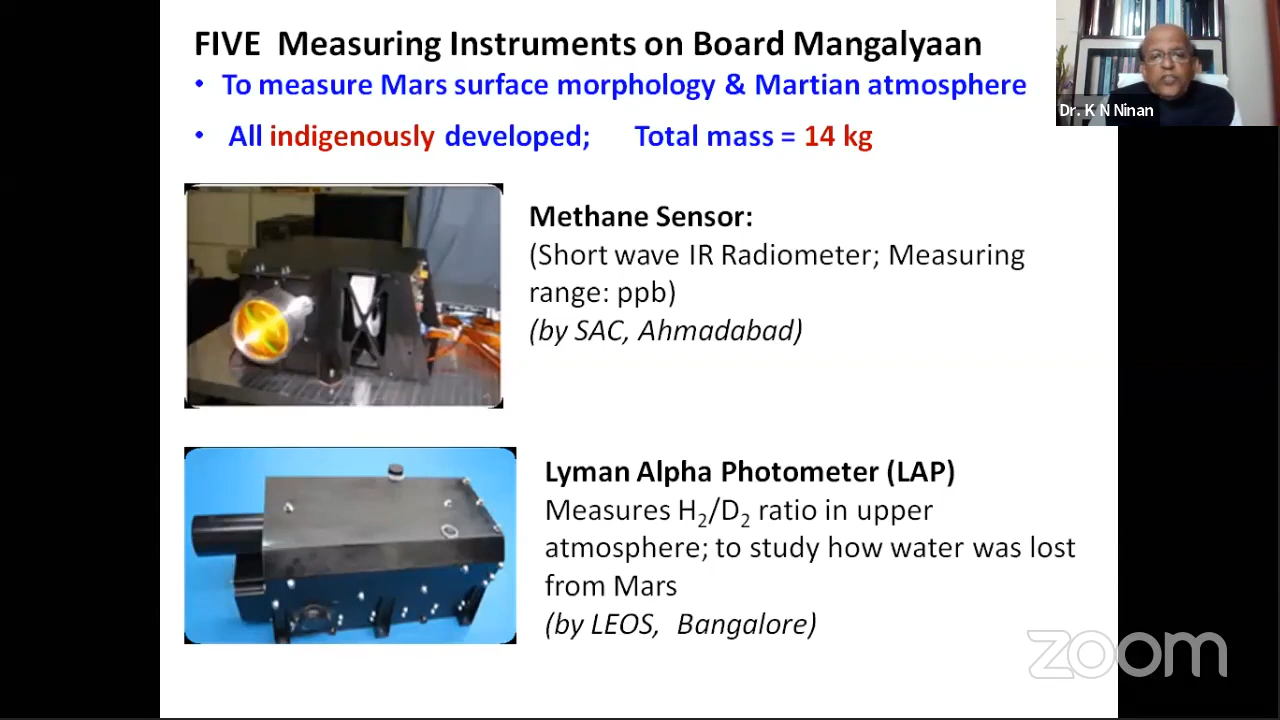 FIVE Measuring Instruments on Board Mangalyaan
• To measure Mars surface morphology & Martian atmosphere
• All indigenously developed; Total mass = 14 kg
Dr. K N Ninan
Methane Sensor:
(Short wave IR Radiometer; Measuring
range: ppb)
(by SAC, Ahmadabad)
Lyman Alpha Photometer (LAP)
Measures H₂/D₂ ratio in upper
atmosphere; to study how water was lost
from Mars
(by LEOS, Bangalore)
zoom